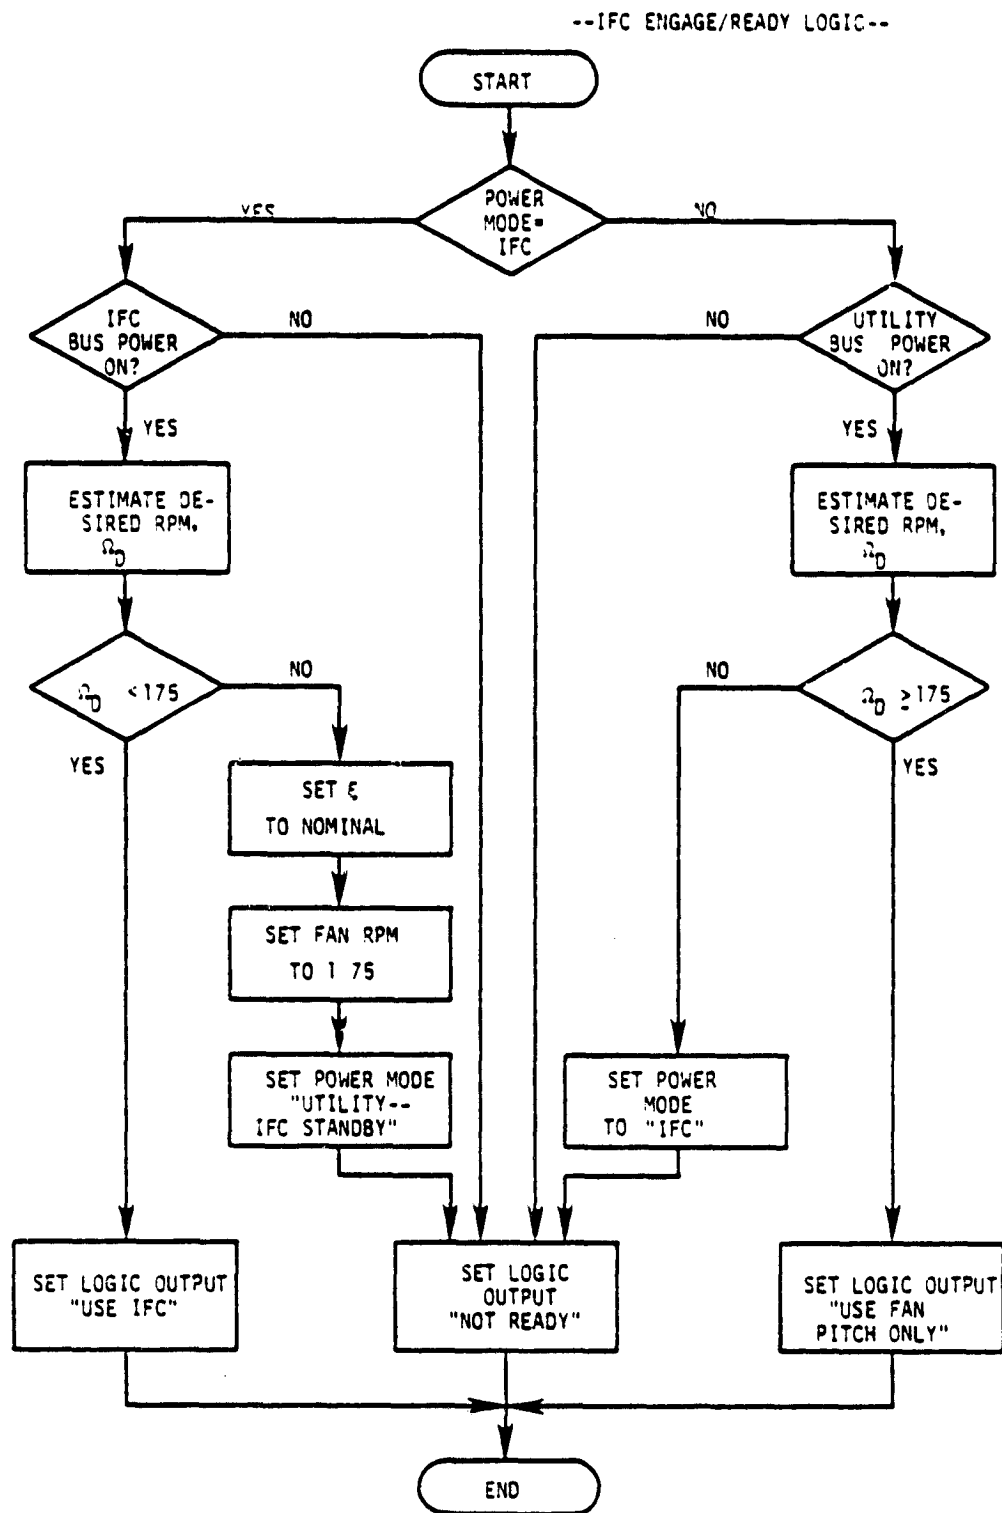 --IFC ENGAGE/READY LOGIC--
START
POWER
MODE=
IFC
YES
NO
IFC
BUS POWER
ON?
NO
NO
UTILITY
BUS POWER
ON?
YES
YES
ESTIMATE DE-
SIRED RPM,
Ω_D
ESTIMATE DE-
SIRED RPM,
Ω_D
Ω_D <175
NO
NO
Ω_D ≥175
YES
YES
SET ξ
TO NOMINAL
SET FAN RPM
TO 1 75
SET POWER MODE
"UTILITY--
IFC STANDBY"
SET POWER
MODE
TO "IFC"
SET LOGIC OUTPUT
"USE IFC"
SET LOGIC
OUTPUT
"NOT READY"
SET LOGIC OUTPUT
"USE FAN
PITCH ONLY"
END